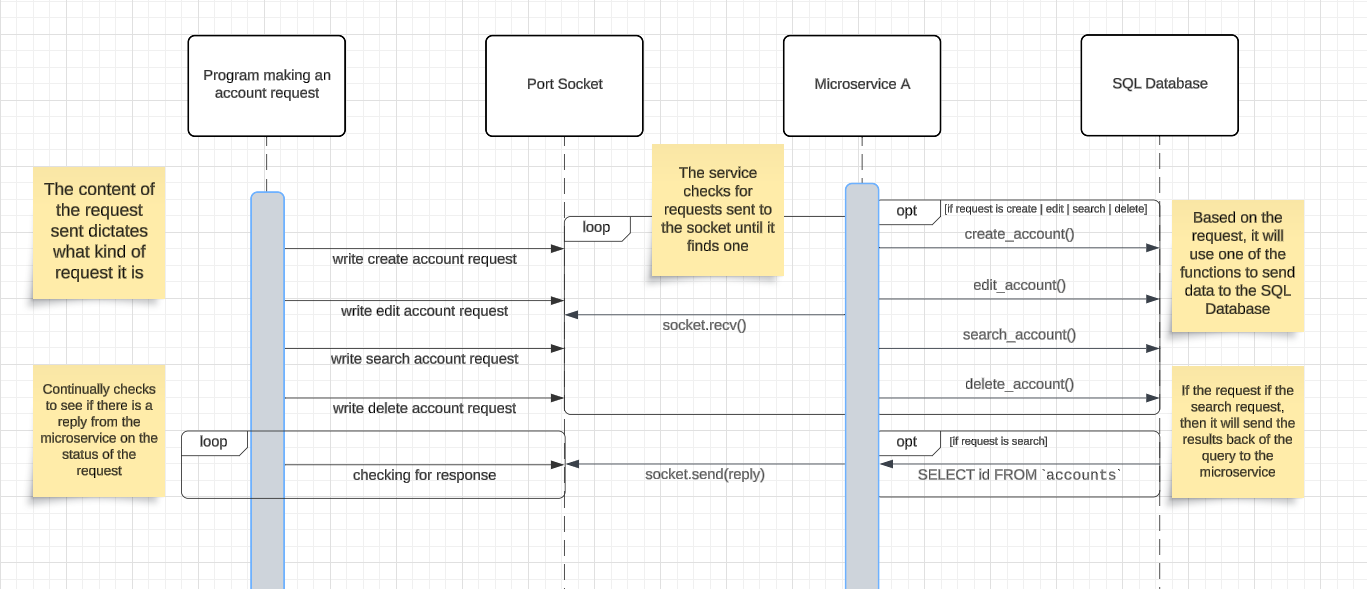 Program making an
account request
Port Socket
Microservice A
SQL Database
The content of
the request
sent dictates
what kind of
request it is
The service
checks for
requests sent to
the socket until it
finds one
loop
opt
[if request is create | edit | search | delete]
Based on the
request, it will
use one of the
functions to send
data to the SQL
Database
write create account request
create_account()
write edit account request
edit_account()
socket.recv()
write search account request
search_account()
write delete account request
delete_account()
Continually checks
to see if there is a
reply from the
microservice on the
status of the
request
If the request if the
search request,
then it will send the
results back of the
query to the
microservice
loop
opt
[if request is search]
checking for response
socket.send(reply)
SELECT id FROM `accounts`